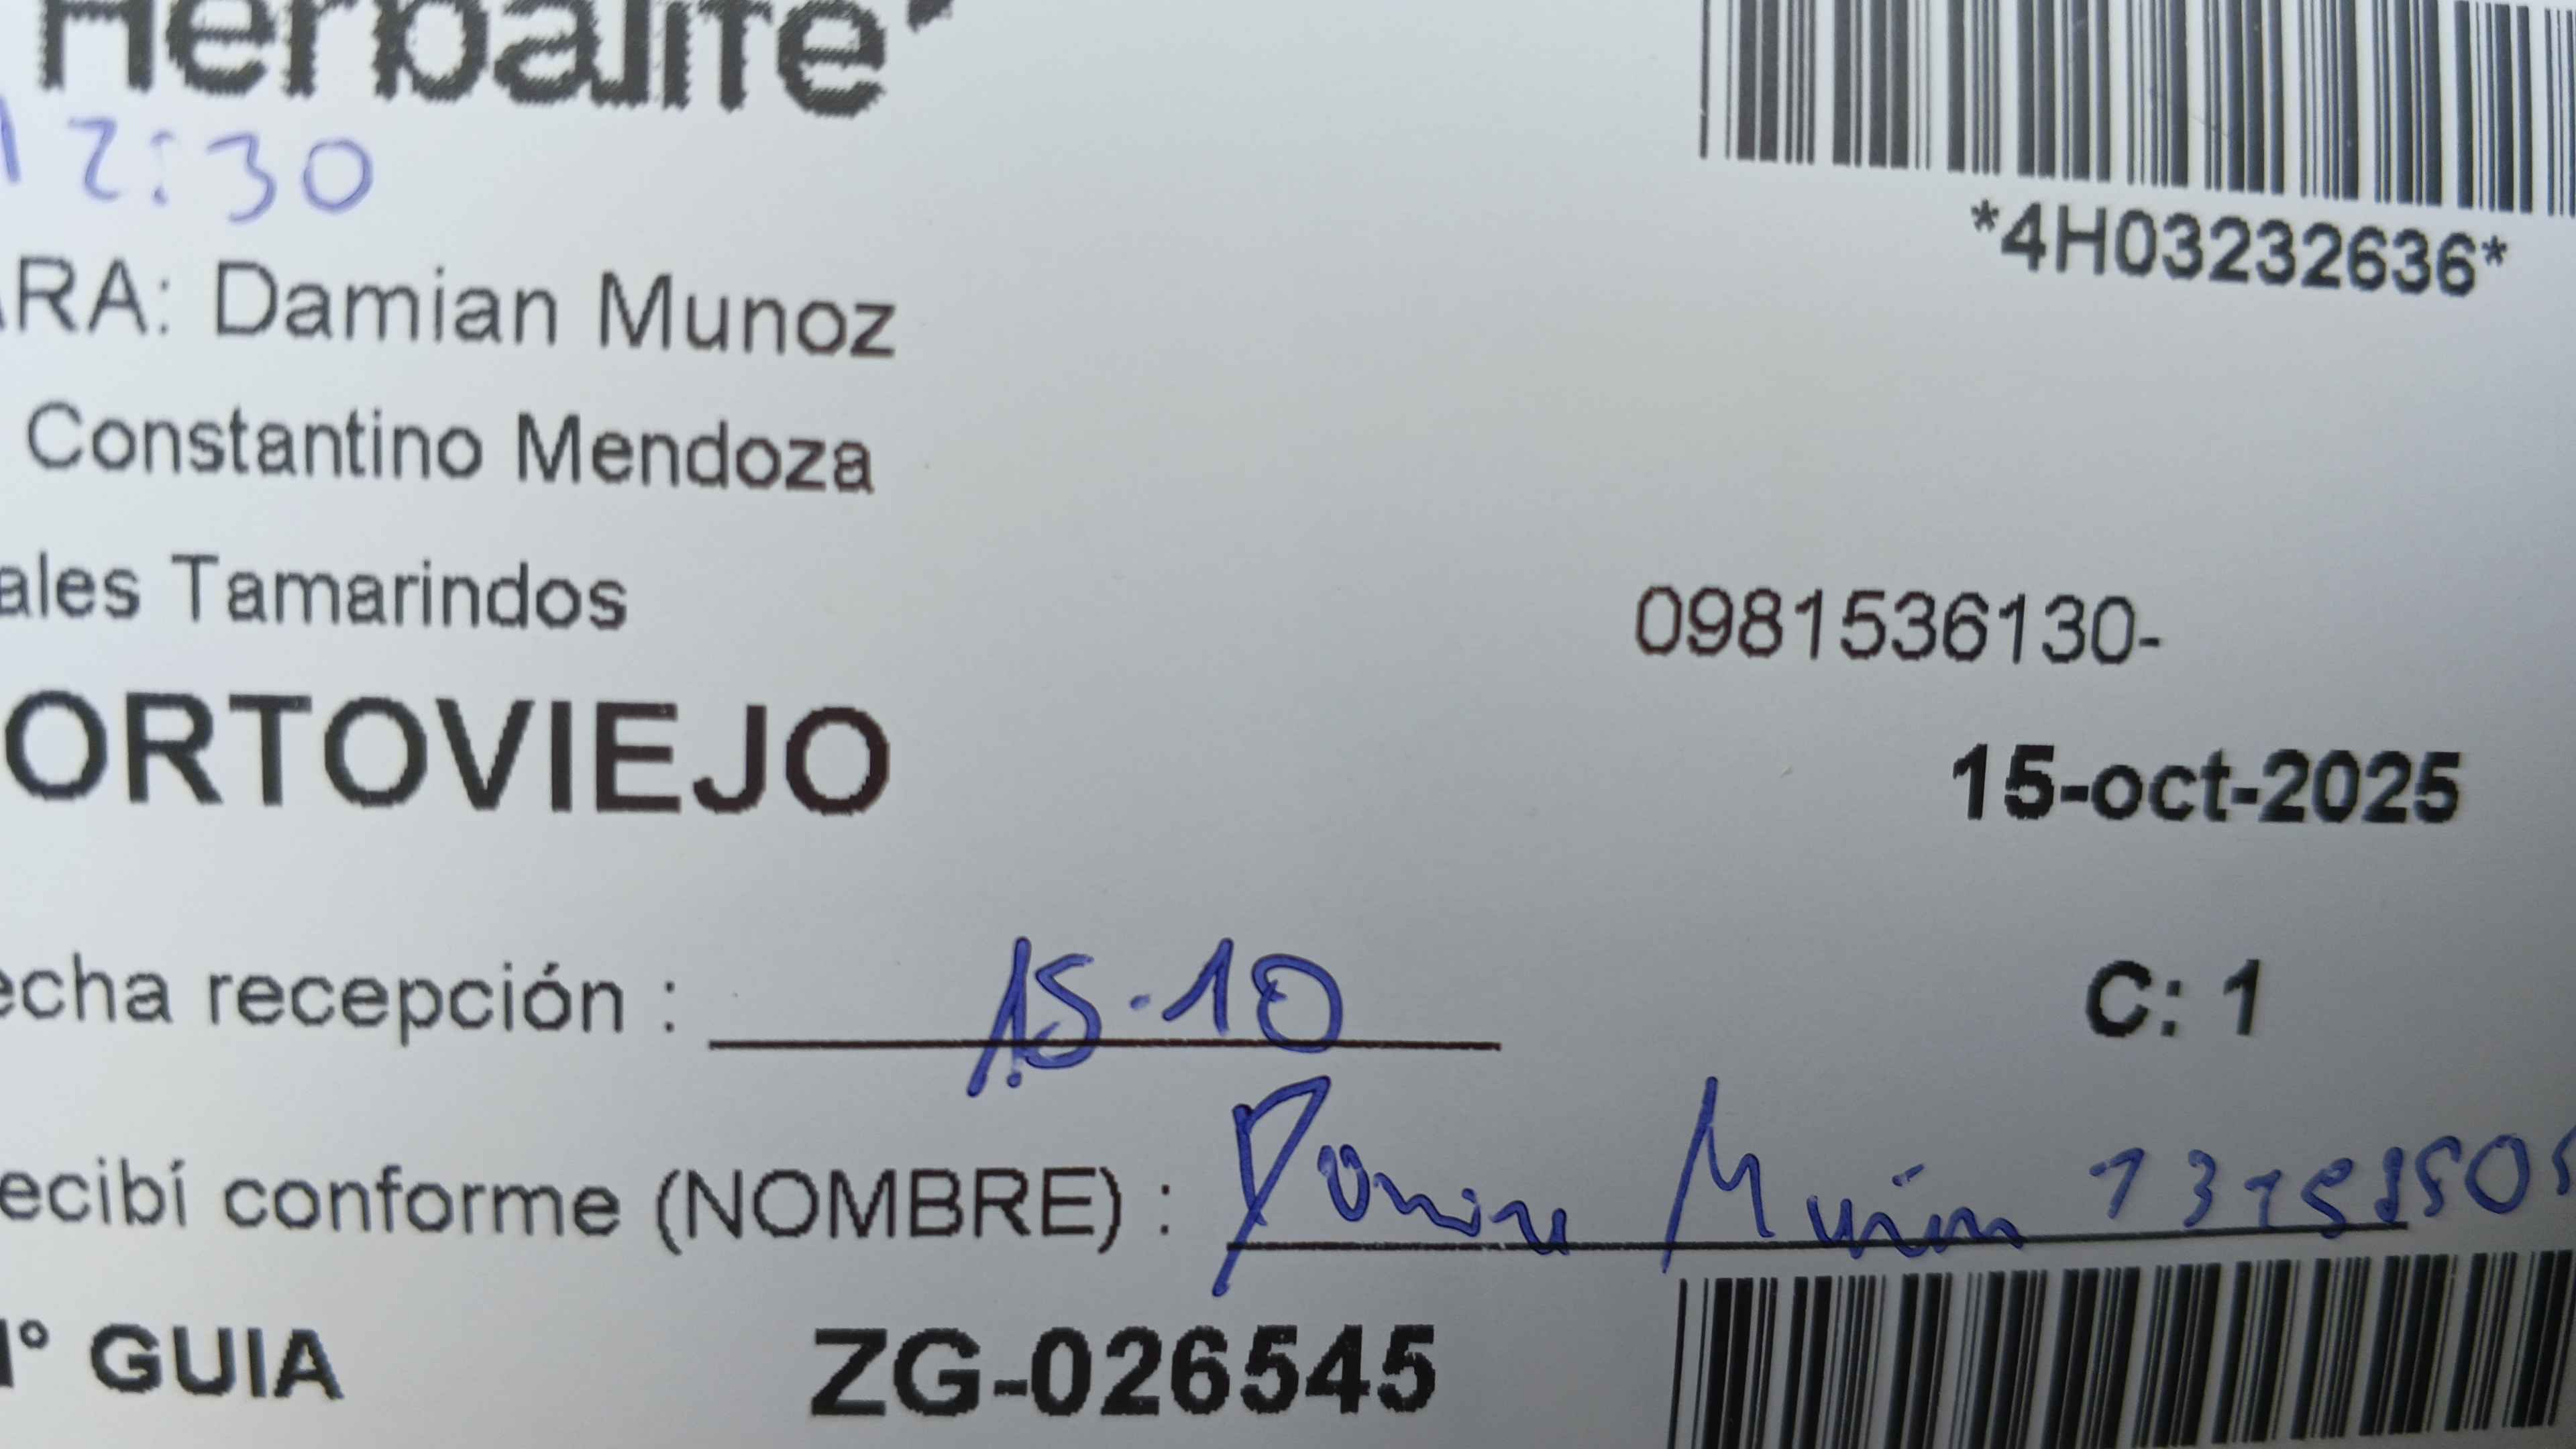 Herbalife
12:30
*4H03232636*
ARA: Damian Munoz
Constantino Mendoza
ales Tamarindos
0981536130-
ORTOVIEJO
15-oct-2025
echa recepción : 15-10
C: 1
ecibí conforme (NOMBRE) :
N° GUIA ZG-026545